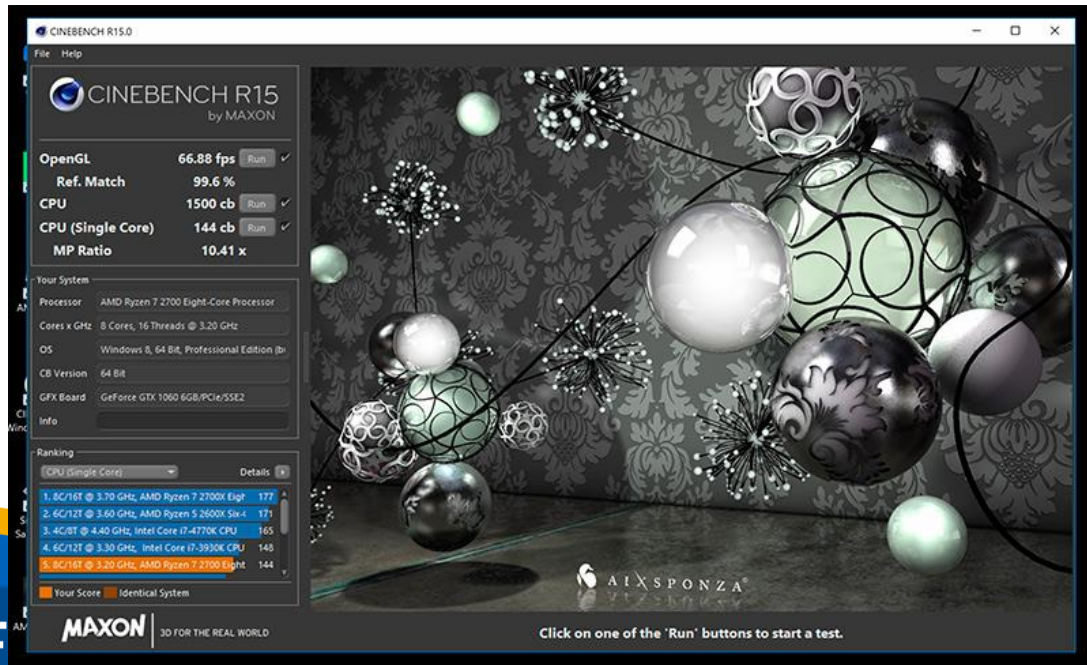 CINEBENCH R15.0
File Help
CINEBENCH R15
by MAXON
OpenGL 66.88 fps Run
Ref. Match 99.6 %
CPU 1500 cb Run
CPU (Single Core) 144 cb Run
MP Ratio 10.41 x
Your System
Processor AMD Ryzen 7 2700 Eight-Core Processor
Cores x GHz 8 Cores, 16 Threads @ 3.20 GHz
OS Windows 8, 64 Bit, Professional Edition (bu
CB Version 64 Bit
GFX Board GeForce GTX 1060 6GB/PCIe/SSE2
Info
Ranking
CPU (Single Core) Details
1. 8C/16T @ 3.70 GHz, AMD Ryzen 7 2700X Eigh 177
2. 6C/12T @ 3.60 GHz, AMD Ryzen 5 2600X Six-C 171
3. 4C/8T @ 4.40 GHz, Intel Core i7-4770K CPU 165
4. 6C/12T @ 3.30 GHz, Intel Core i7-3930K CPU 148
5. 8C/16T @ 3.20 GHz, AMD Ryzen 7 2700 Eight 144
Your Score Identical System
MAXON 3D FOR THE REAL WORLD
AIXSPONZA
Click on one of the 'Run' buttons to start a test.